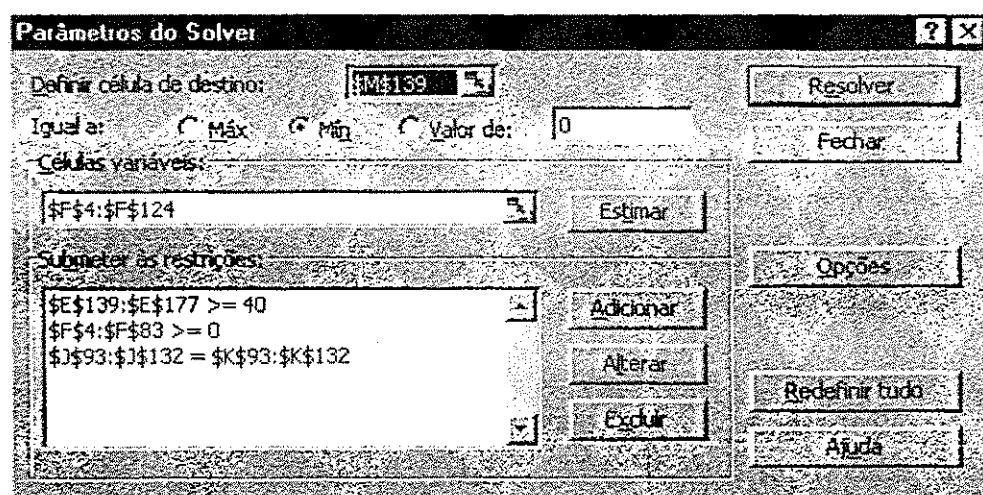 Parâmetros do Solver ? X
Definir célula de destino: $M$139 Resolver
Igual a: Máx Mín Valor de: 0 Fechar
Células variáveis:
$F$4:$F$124 Estimar
Submeter às restrições: Opções
$E$139:$E$177 >= 40 Adicionar
$F$4:$F$83 >= 0
$J$93:$J$132 = $K$93:$K$132 Alterar
Redefinir tudo
Excluir
Ajuda